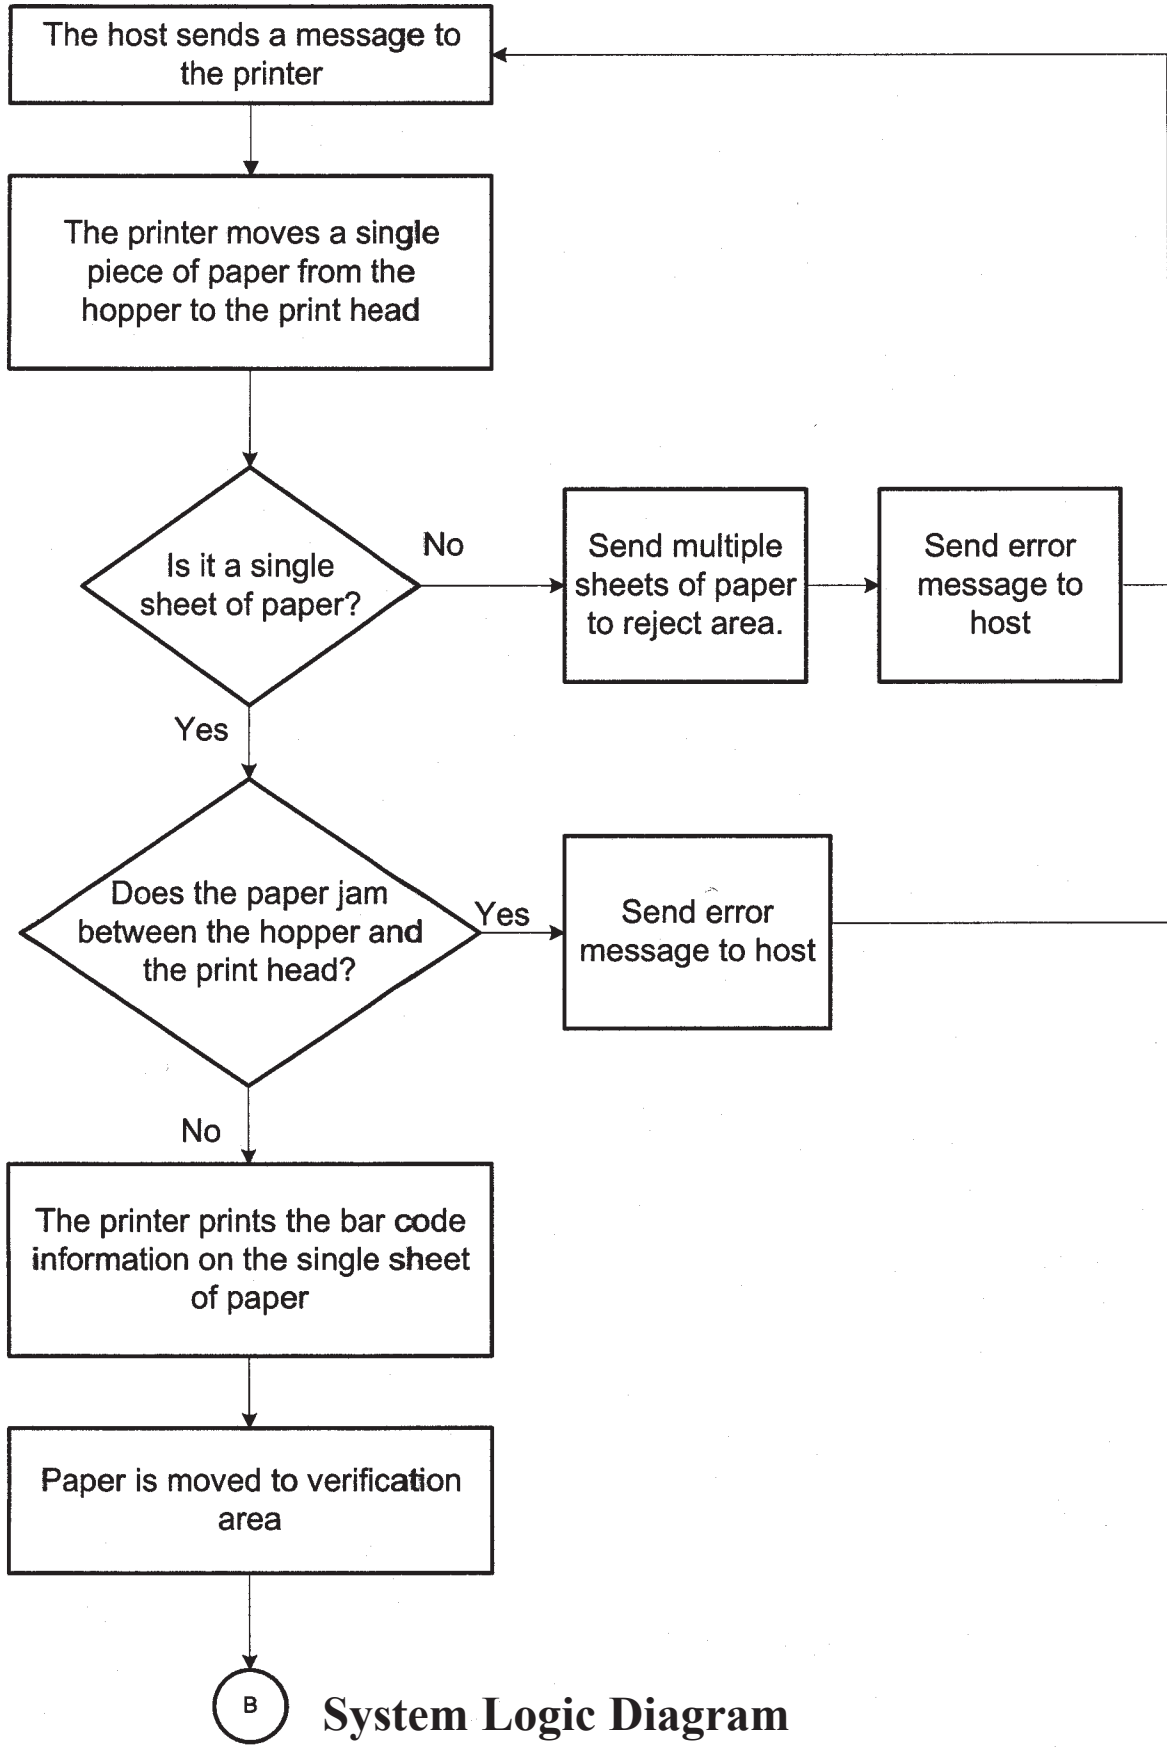 The host sends a message to
the printer
The printer moves a single
piece of paper from the
hopper to the print head
Is it a single
sheet of paper?
No
Send multiple
sheets of paper
to reject area.
Send error
message to
host
Yes
Does the paper jam
between the hopper and
the print head?
Yes
Send error
message to host
No
The printer prints the bar code
information on the single sheet
of paper
Paper is moved to verification
area
B
System Logic Diagram